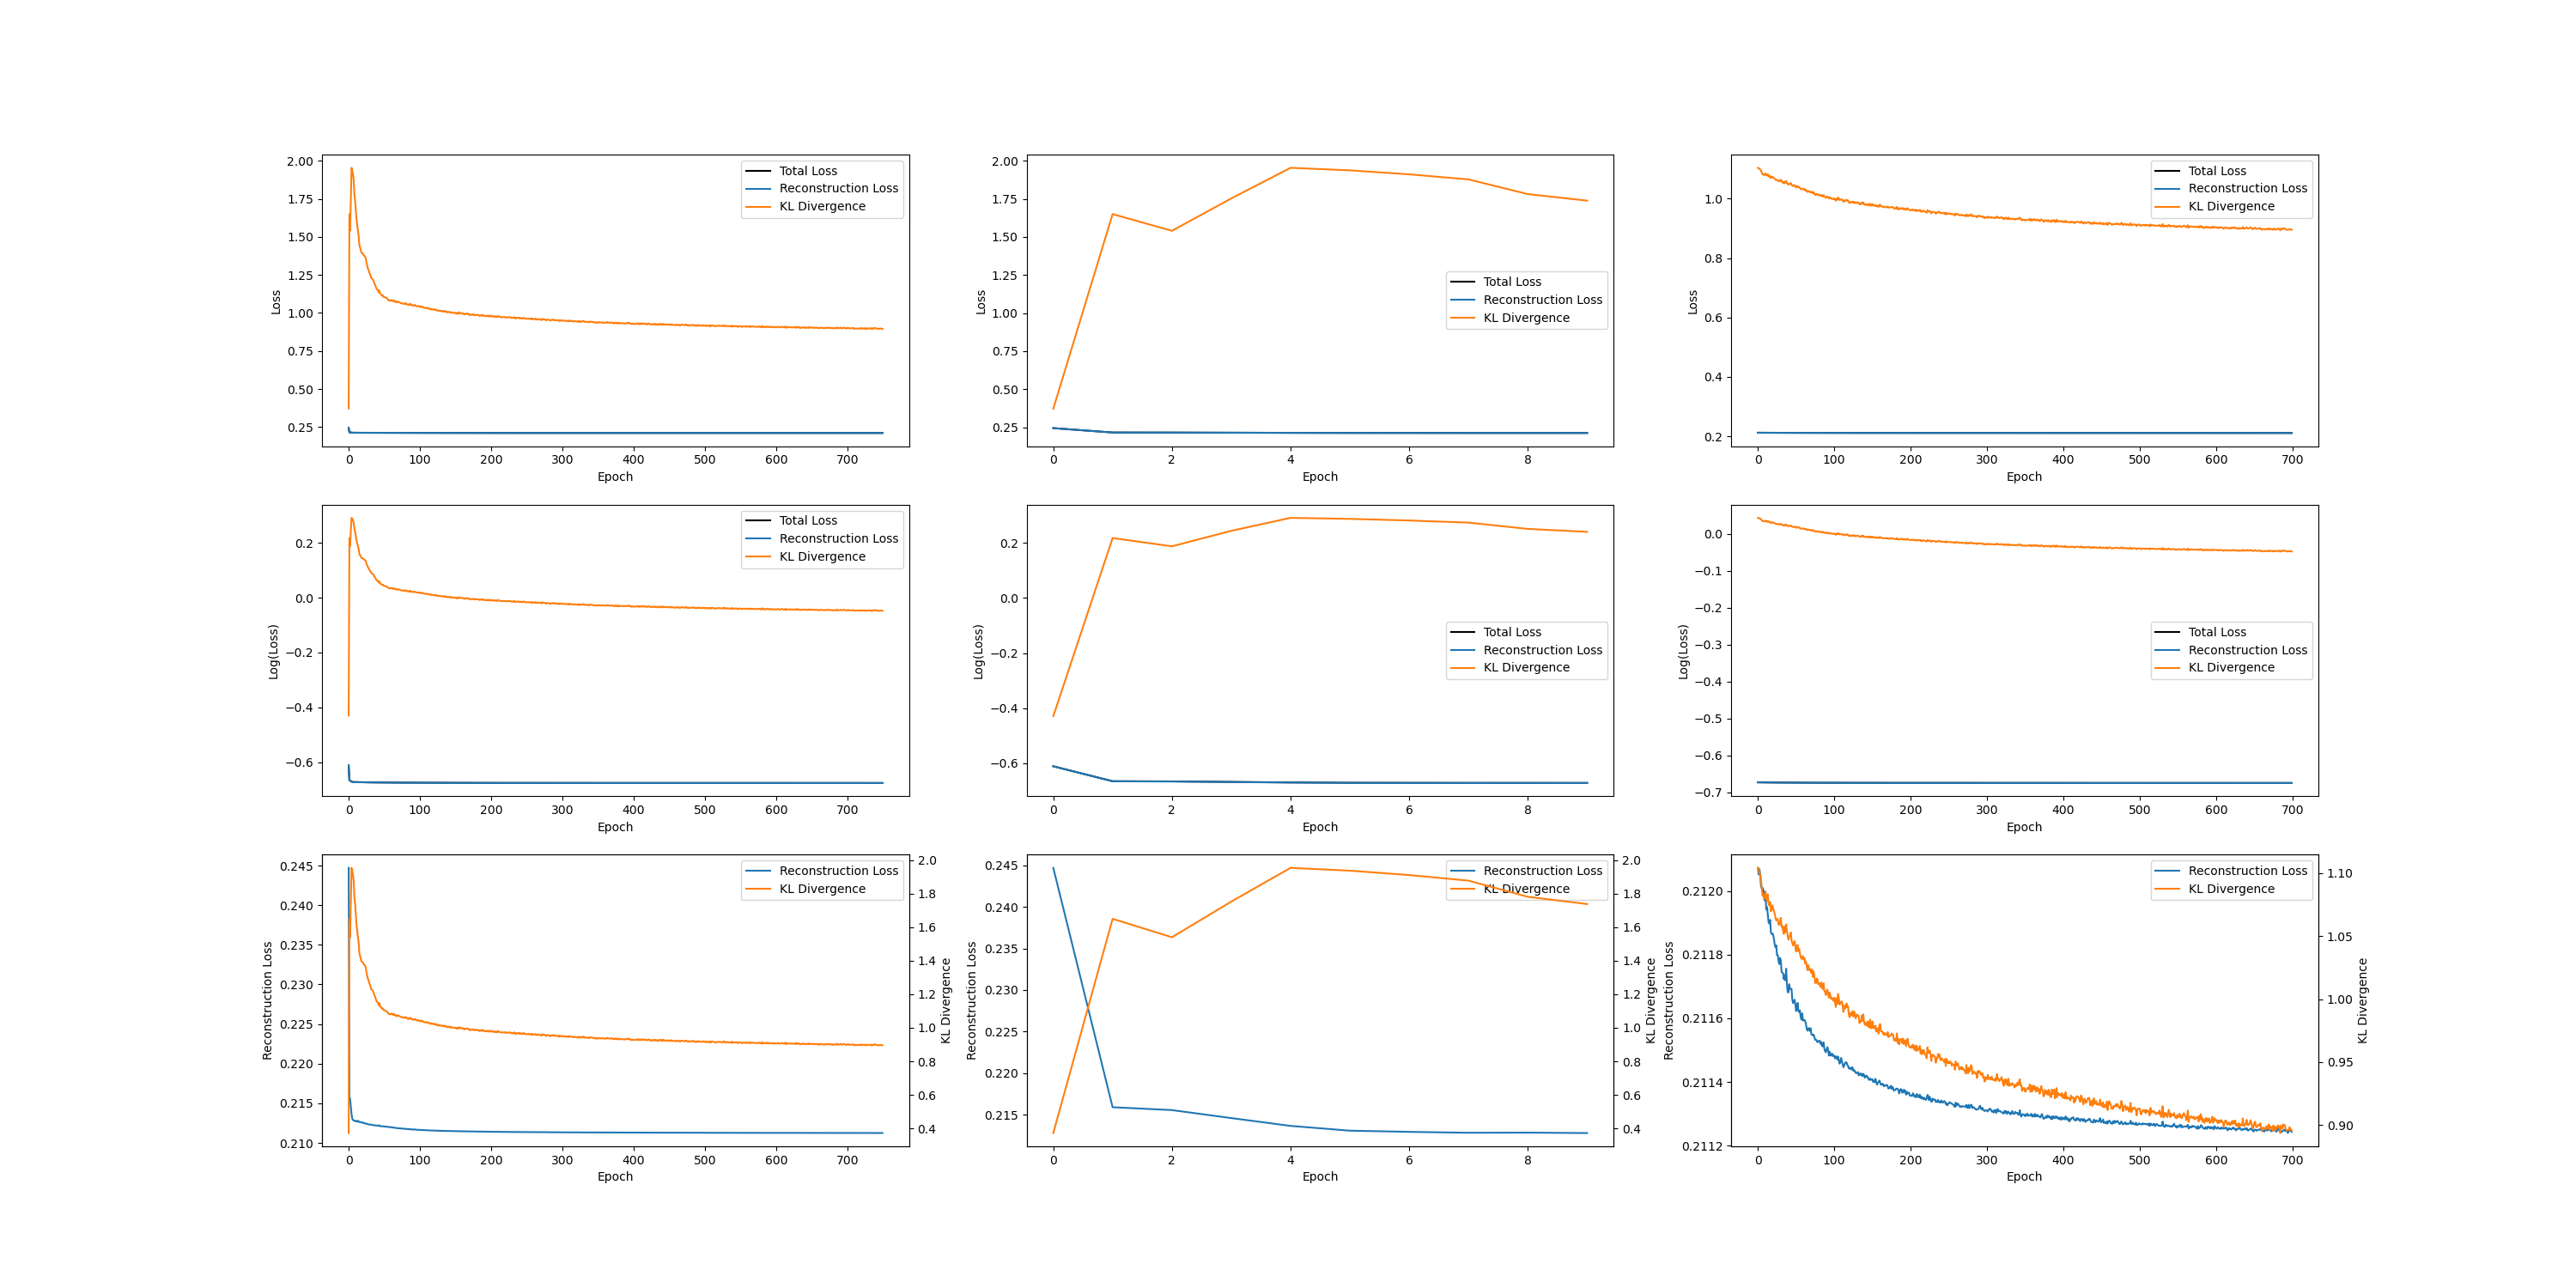 2.00
1.75
1.50
1.25
1.00
0.75
0.50
0.25
Loss
0 100 200 300 400 500 600 700
Epoch
Total Loss
Reconstruction Loss
KL Divergence
2.00
1.75
1.50
1.25
1.00
0.75
0.50
0.25
Loss
0 2 4 6 8
Epoch
Total Loss
Reconstruction Loss
KL Divergence
1.0
0.8
0.6
0.4
0.2
Loss
0 100 200 300 400 500 600 700
Epoch
Total Loss
Reconstruction Loss
KL Divergence
0.2
0.0
−0.2
−0.4
−0.6
Log(Loss)
0 100 200 300 400 500 600 700
Epoch
Total Loss
Reconstruction Loss
KL Divergence
0.2
0.0
−0.2
−0.4
−0.6
Log(Loss)
0 2 4 6 8
Epoch
Total Loss
Reconstruction Loss
KL Divergence
0.0
−0.1
−0.2
−0.3
−0.4
−0.5
−0.6
−0.7
Log(Loss)
0 100 200 300 400 500 600 700
Epoch
Total Loss
Reconstruction Loss
KL Divergence
0.245
0.240
0.235
0.230
0.225
0.220
0.215
0.210
Reconstruction Loss
0 100 200 300 400 500 600 700
Epoch
Reconstruction Loss
KL Divergence
2.0
1.8
1.6
1.4
1.2
1.0
0.8
0.6
0.4
KL Divergence
0.245
0.240
0.235
0.230
0.225
0.220
0.215
Reconstruction Loss
0 2 4 6 8
Epoch
Reconstruction Loss
KL Divergence
2.0
1.8
1.6
1.4
1.2
1.0
0.8
0.6
0.4
KL Divergence
0.2120
0.2118
0.2116
0.2114
0.2112
Reconstruction Loss
0 100 200 300 400 500 600 700
Epoch
Reconstruction Loss
KL Divergence
1.10
1.05
1.00
0.95
0.90
KL Divergence